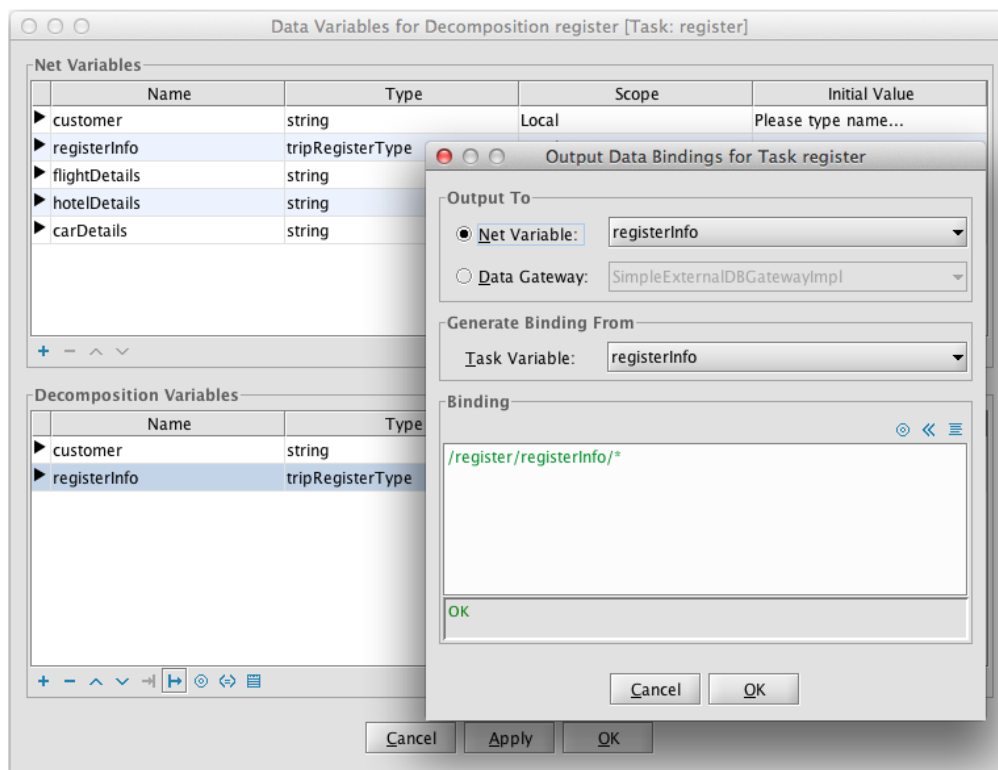 Data Variables for Decomposition register [Task: register]
Net Variables
Name Type Scope Initial Value
customer string Local Please type name...
registerInfo tripRegisterType
flightDetails string
hotelDetails string
carDetails string
Decomposition Variables
Name Type
customer string
registerInfo tripRegisterType
Cancel Apply OK
Output Data Bindings for Task register
Output To
Net Variable: registerInfo
Data Gateway: SimpleExternalDBGatewayImpl
Generate Binding From
Task Variable: registerInfo
Binding
/register/registerInfo/*
OK
Cancel OK